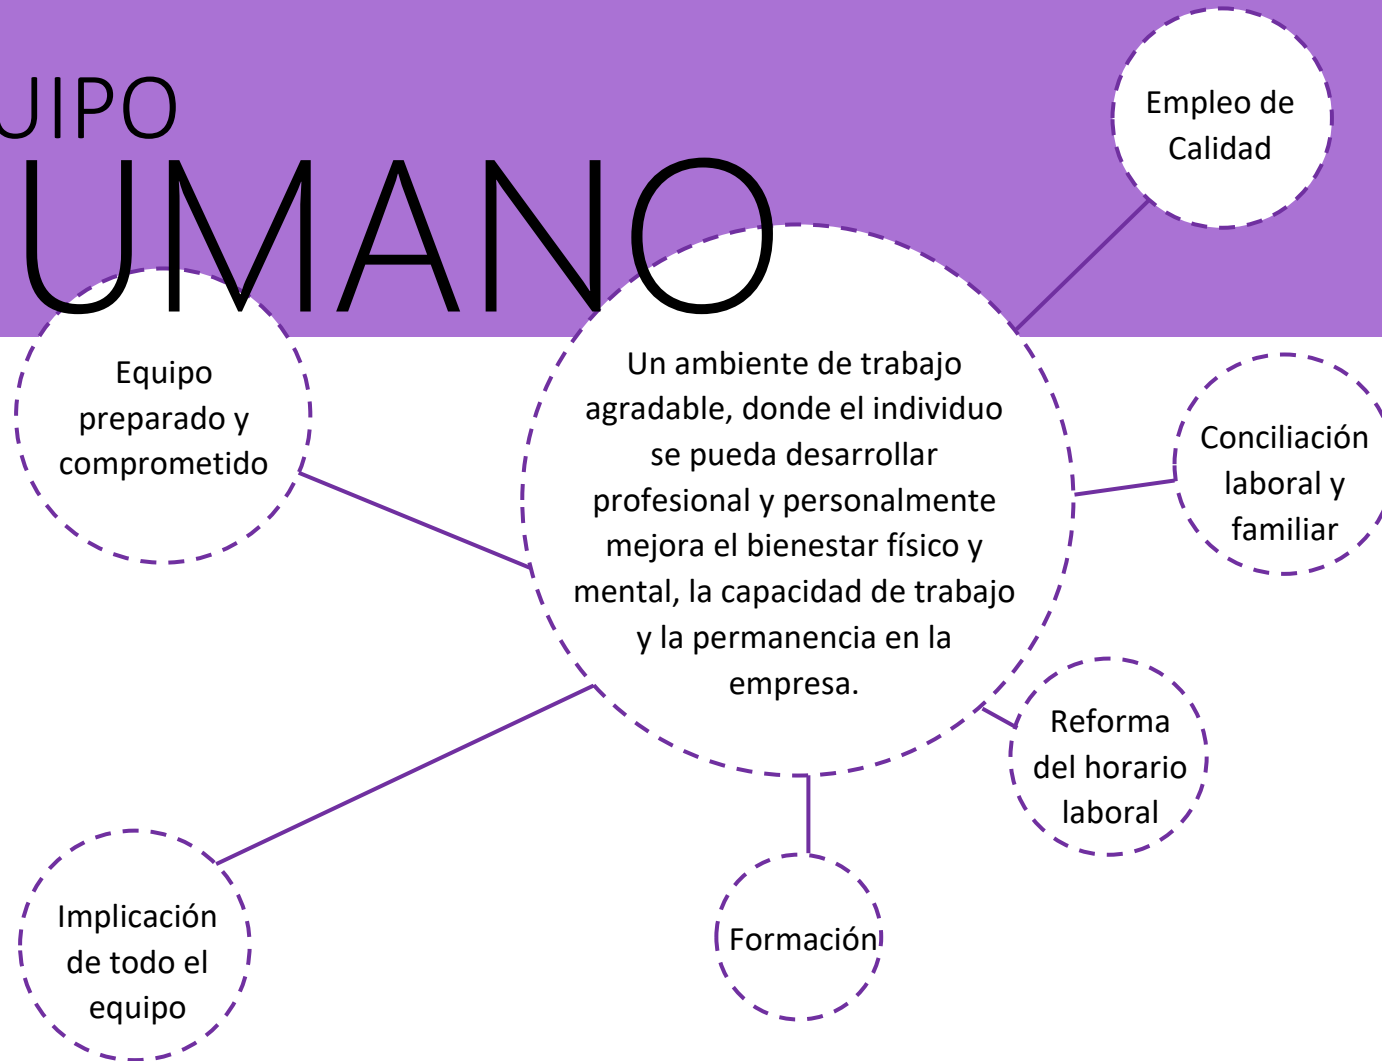 UIPO
UMANO
Empleo de
Calidad
Equipo
preparado y
comprometido
Un ambiente de trabajo
agradable, donde el individuo
se pueda desarrollar
profesional y personalmente
mejora el bienestar físico y
mental, la capacidad de trabajo
y la permanencia en la
empresa.
Conciliación
laboral y
familiar
Reforma
del horario
laboral
Formación
Implicación
de todo el
equipo